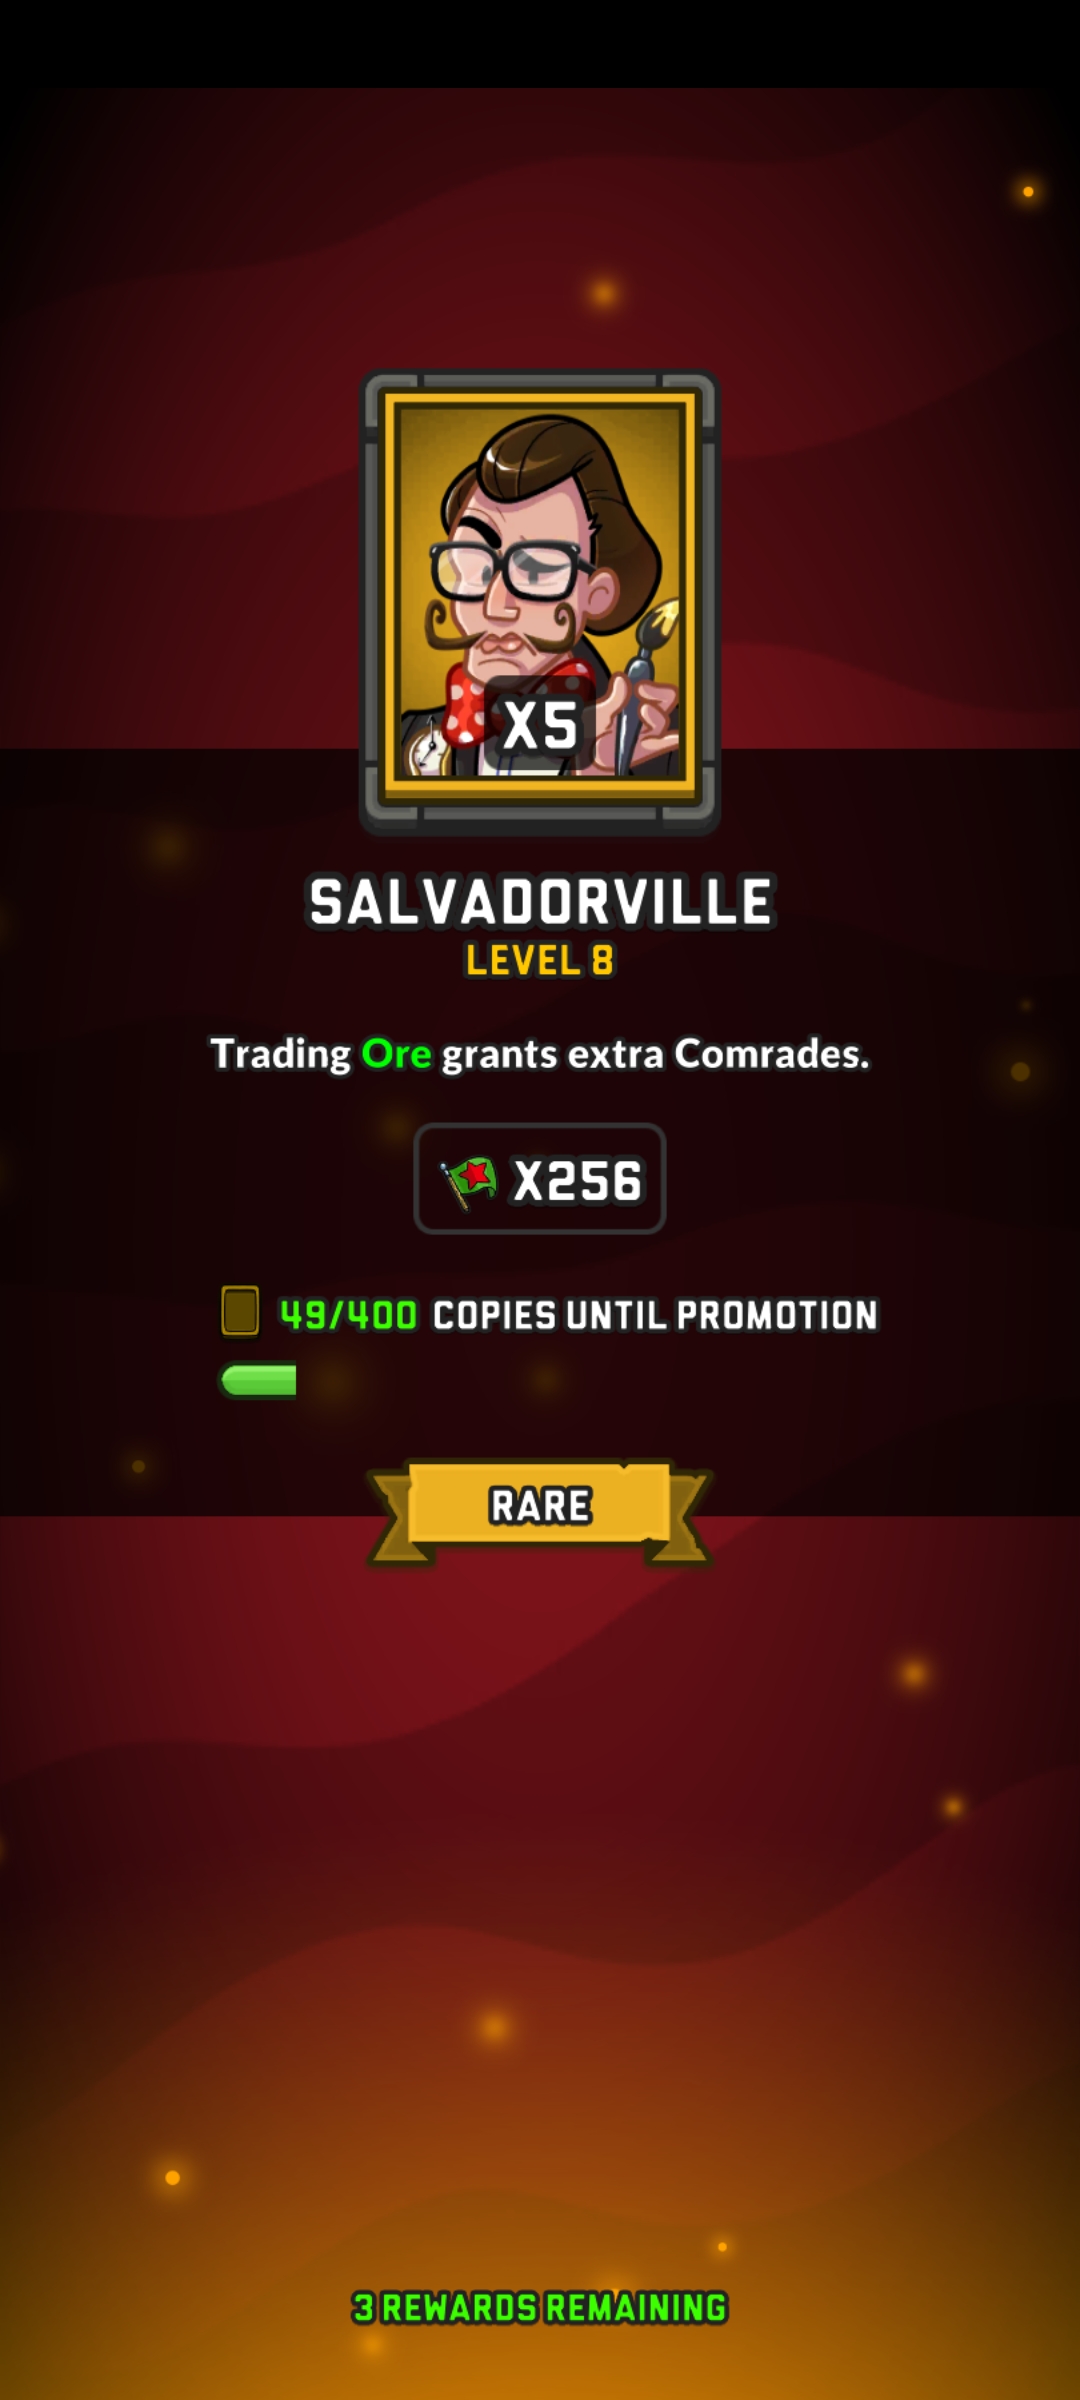 X5
SALVADORVILLE
LEVEL 8
Trading Ore grants extra Comrades.
X256
49/400 COPIES UNTIL PROMOTION
RARE
3 REWARDS REMAINING